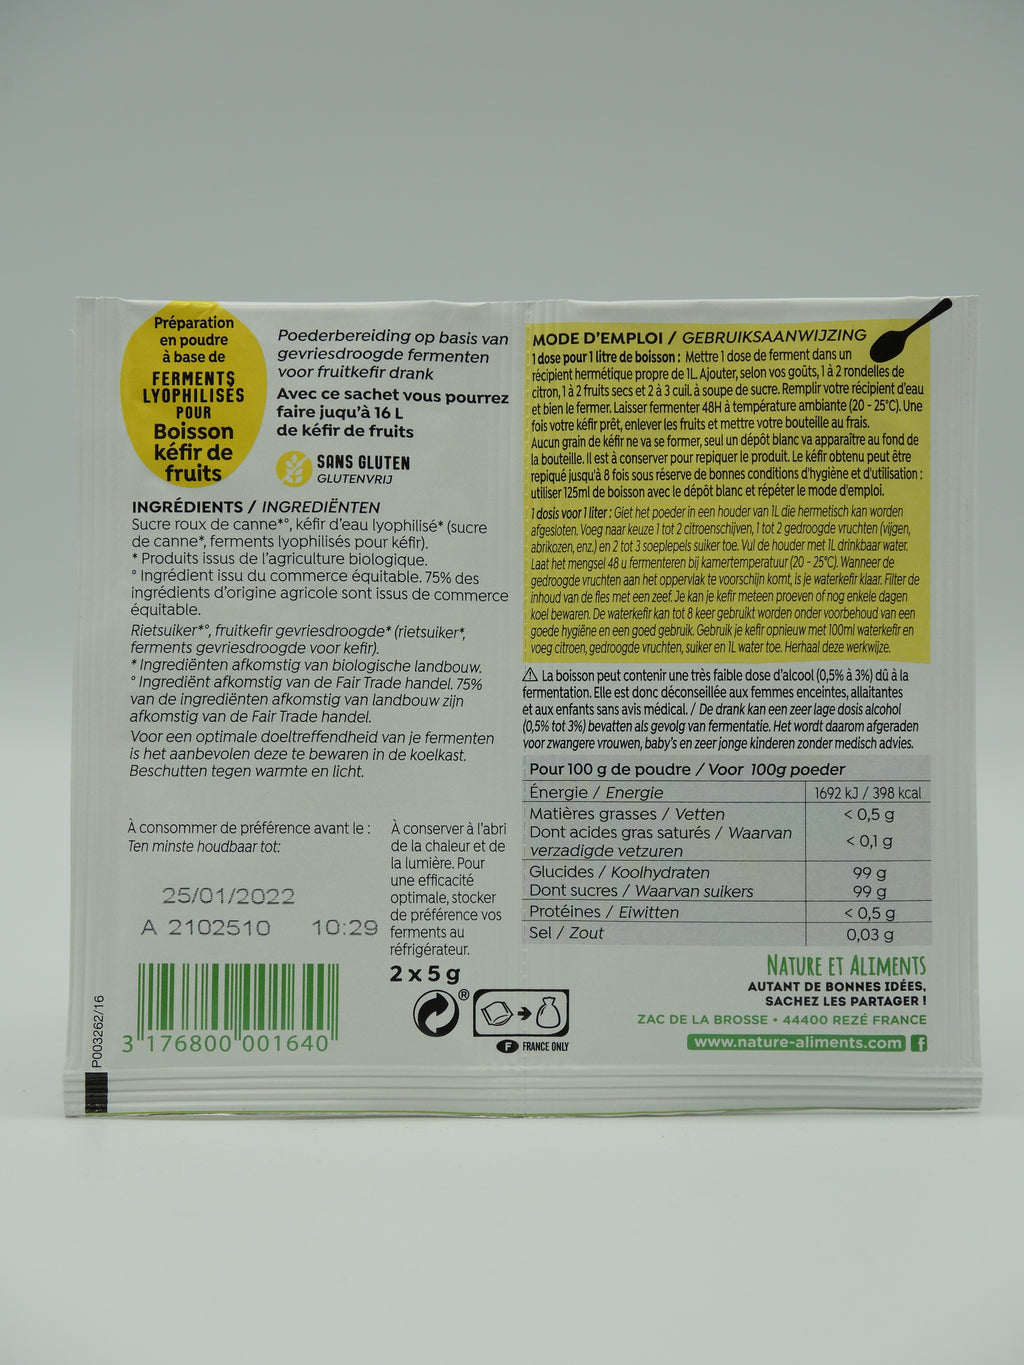 Préparation
en poudre
à base de
FERMENTS
LYOPHILISÉS
POUR
Boisson
kéfir de
fruits
Poederbereiding op basis van
gevriesdroogde fermenten
voor fruitkefir drank
Avec ce sachet vous pourrez
faire juqu'à 16 L
de kéfir de fruits
SANS GLUTEN
GLUTENVRIJ
INGRÉDIENTS / INGREDIËNTEN
Sucre roux de canne*°, kéfir d'eau lyophilisé* (sucre
de canne*, ferments lyophilisés pour kéfir).
* Produits issus de l'agriculture biologique.
° Ingrédient issu du commerce équitable. 75% des
ingrédients d'origine agricole sont issus de commerce
équitable.
Rietsuiker*°, fruitkefir gevriesdroogde* (rietsuiker*,
ferments gevriesdroogde voor kefir).
* Ingrediënten afkomstig van biologische landbouw.
° Ingrediënt afkomstig van de Fair Trade handel. 75%
van de ingrediënten afkomstig van landbouw zijn
afkomstig van de Fair Trade handel.
Voor een optimale doeltreffendheid van je fermenten
is het aanbevolen deze te bewaren in de koelkast.
Beschutten tegen warmte en licht.
À consommer de préférence avant le :
Ten minste houdbaar tot:
25/01/2022
A 2102510 10:29
À conserver à l'abri
de la chaleur et de
la lumière. Pour
une efficacité
optimale, stocker
de préférence vos
ferments au
réfrigérateur.
2 x 5 g
®
F FRANCE ONLY
3 176800 001640
P003262/16
MODE D'EMPLOI / GEBRUIKSAANWIJZING
1 dose pour 1 litre de boisson : Mettre 1 dose de ferment dans un
récipient hermétique propre de 1L. Ajouter, selon vos goûts, 1 à 2 rondelles de
citron, 1 à 2 fruits secs et 2 à 3 cuil. à soupe de sucre. Remplir votre récipient d'eau
et bien le fermer. Laisser fermenter 48H à température ambiante (20 - 25°C). Une
fois votre kéfir prêt, enlever les fruits et mettre votre bouteille au frais.
Aucun grain de kéfir ne va se former, seul un dépôt blanc va apparaître au fond de
la bouteille. Il est à conserver pour repiquer le produit. Le kéfir obtenu peut être
repiqué jusqu'à 8 fois sous réserve de bonnes conditions d'hygiène et d'utilisation :
utiliser 125ml de boisson avec le dépôt blanc et répéter le mode d'emploi.
1 dosis voor 1 liter : Giet het poeder in een houder van 1L die hermetisch kan worden
afgesloten. Voeg naar keuze 1 tot 2 citroenschijven, 1 tot 2 gedroogde vruchten (vijgen,
abrikozen, enz.) en 2 tot 3 soeplepels suiker toe. Vul de houder met 1L drinkbaar water.
Laat het mengsel 48 u fermenteren bij kamertemperatuur (20 - 25°C). Wanneer de
gedroogde vruchten aan het oppervlak te voorschijn komt, is je waterkefir klaar. Filter de
inhoud van de fles met een zeef. Je kan je kefir meteen proeven of nog enkele dagen
koel bewaren. De waterkefir kan tot 8 keer gebruikt worden onder voorbehoud van een
goede hygiëne en een goed gebruik. Gebruik je kefir opnieuw met 100ml waterkefir en
voeg citroen, gedroogde vruchten, suiker en 1L water toe. Herhaal deze werkwijze.
⚠ La boisson peut contenir une très faible dose d'alcool (0,5% à 3%) dû à la
fermentation. Elle est donc déconseillée aux femmes enceintes, allaitantes
et aux enfants sans avis médical. / De drank kan een zeer lage dosis alcohol
(0,5% tot 3%) bevatten als gevolg van fermentatie. Het wordt daarom afgeraden
voor zwangere vrouwen, baby's en zeer jonge kinderen zonder medisch advies.
Pour 100 g de poudre / Voor 100g poeder
Énergie / Energie 1692 kJ / 398 kcal
Matières grasses / Vetten < 0,5 g
Dont acides gras saturés / Waarvan
verzadigde vetzuren < 0,1 g
Glucides / Koolhydraten 99 g
Dont sucres / Waarvan suikers 99 g
Protéines / Eiwitten < 0,5 g
Sel / Zout 0,03 g
NATURE ET ALIMENTS
AUTANT DE BONNES IDÉES,
SACHEZ LES PARTAGER !
ZAC DE LA BROSSE • 44400 REZÉ FRANCE
www.nature-aliments.com f